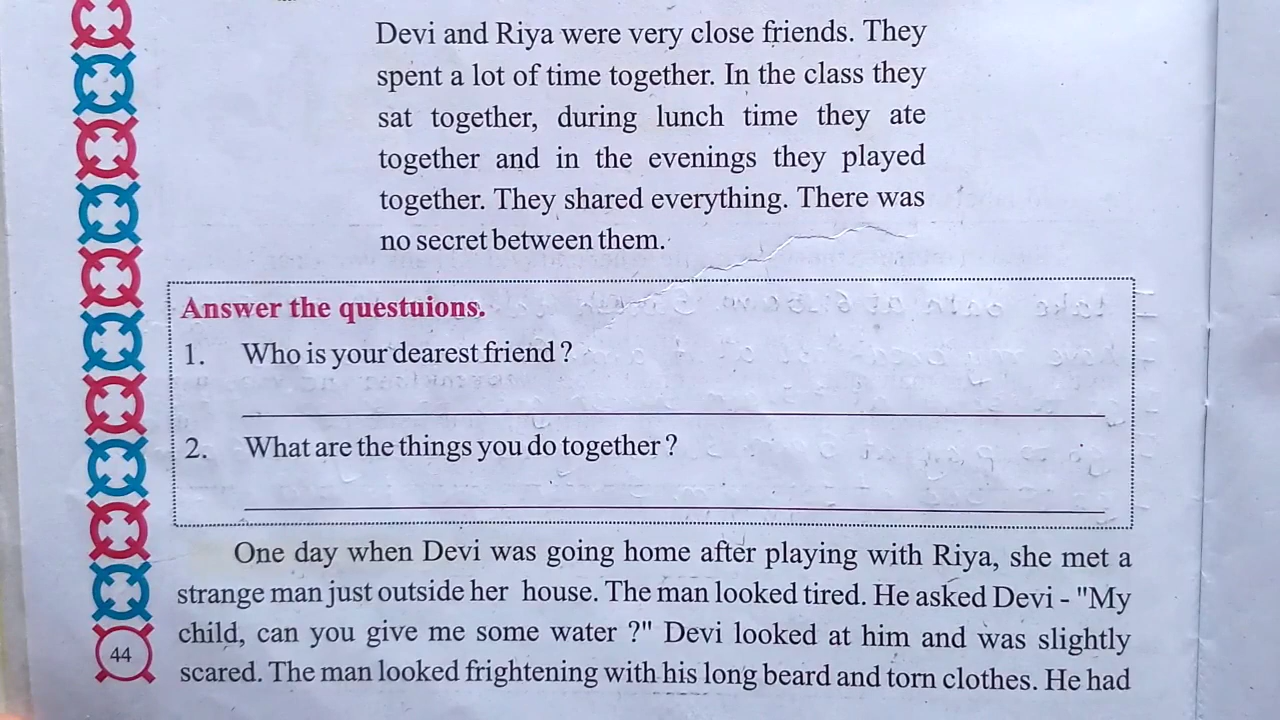 Devi and Riya were very close friends. They
spent a lot of time together. In the class they
sat together, during lunch time they ate
together and in the evenings they played
together. They shared everything. There was
no secret between them.
Answer the questuions.
1. Who is your dearest friend ?
2. What are the things you do together ?
One day when Devi was going home after playing with Riya, she met a
strange man just outside her house. The man looked tired. He asked Devi - "My
child, can you give me some water ?" Devi looked at him and was slightly
scared. The man looked frightening with his long beard and torn clothes. He had
44